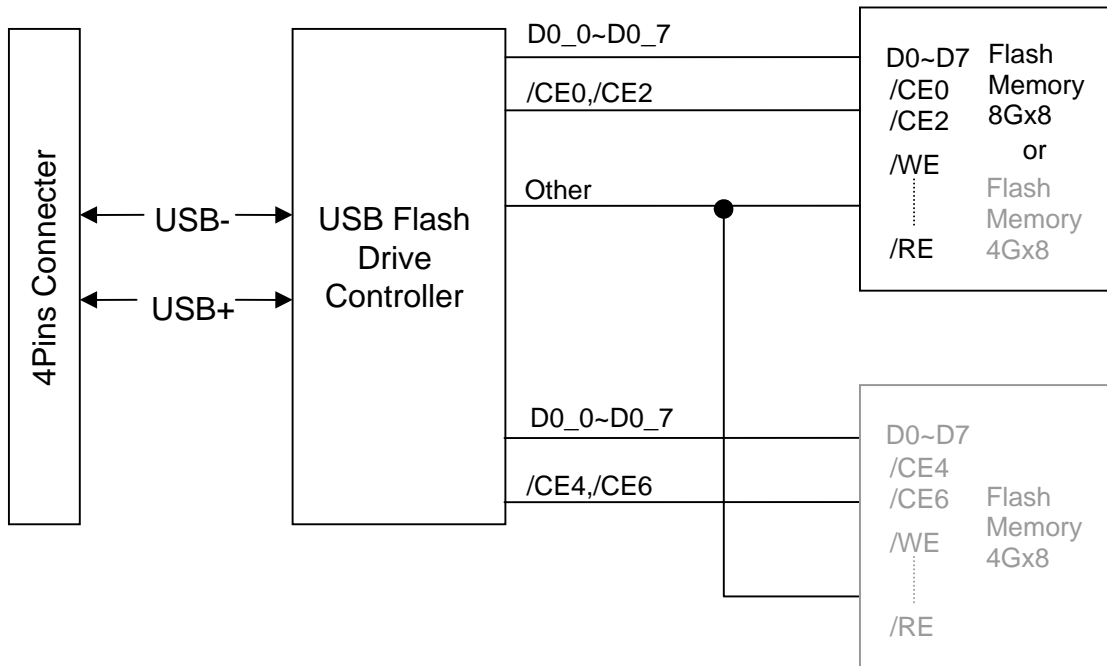 4Pins Connecter
USB-
USB+
USB Flash
Drive
Controller
D0_0~D0_7
/CE0,/CE2
Other
D0~D7
/CE0
/CE2
/WE
/RE
Flash
Memory
8Gx8
or
Flash
Memory
4Gx8
D0_0~D0_7
/CE4,/CE6
D0~D7
/CE4
/CE6
/WE
/RE
Flash
Memory
4Gx8